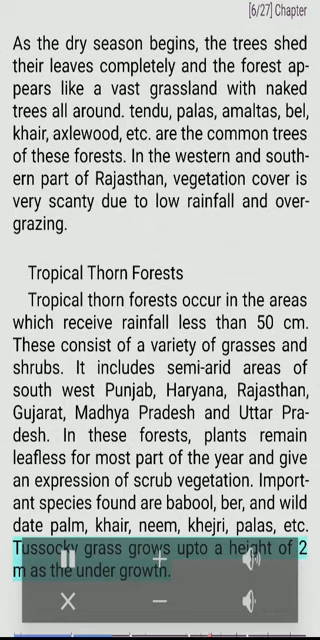 [6/27] Chapter
As the dry season begins, the trees shed
their leaves completely and the forest ap-
pears like a vast grassland with naked
trees all around. tendu, palas, amaltas, bel,
khair, axlewood, etc. are the common trees
of these forests. In the western and south-
ern part of Rajasthan, vegetation cover is
very scanty due to low rainfall and over-
grazing.
Tropical Thorn Forests
Tropical thorn forests occur in the areas
which receive rainfall less than 50 cm.
These consist of a variety of grasses and
shrubs. It includes semi-arid areas of
south west Punjab, Haryana, Rajasthan,
Gujarat, Madhya Pradesh and Uttar Pra-
desh. In these forests, plants remain
leafless for most part of the year and give
an expression of scrub vegetation. Import-
ant species found are babool, ber, and wild
date palm, khair, neem, khejri, palas, etc.
Tussocky grass grows upto a height of 2
m as the under growth.